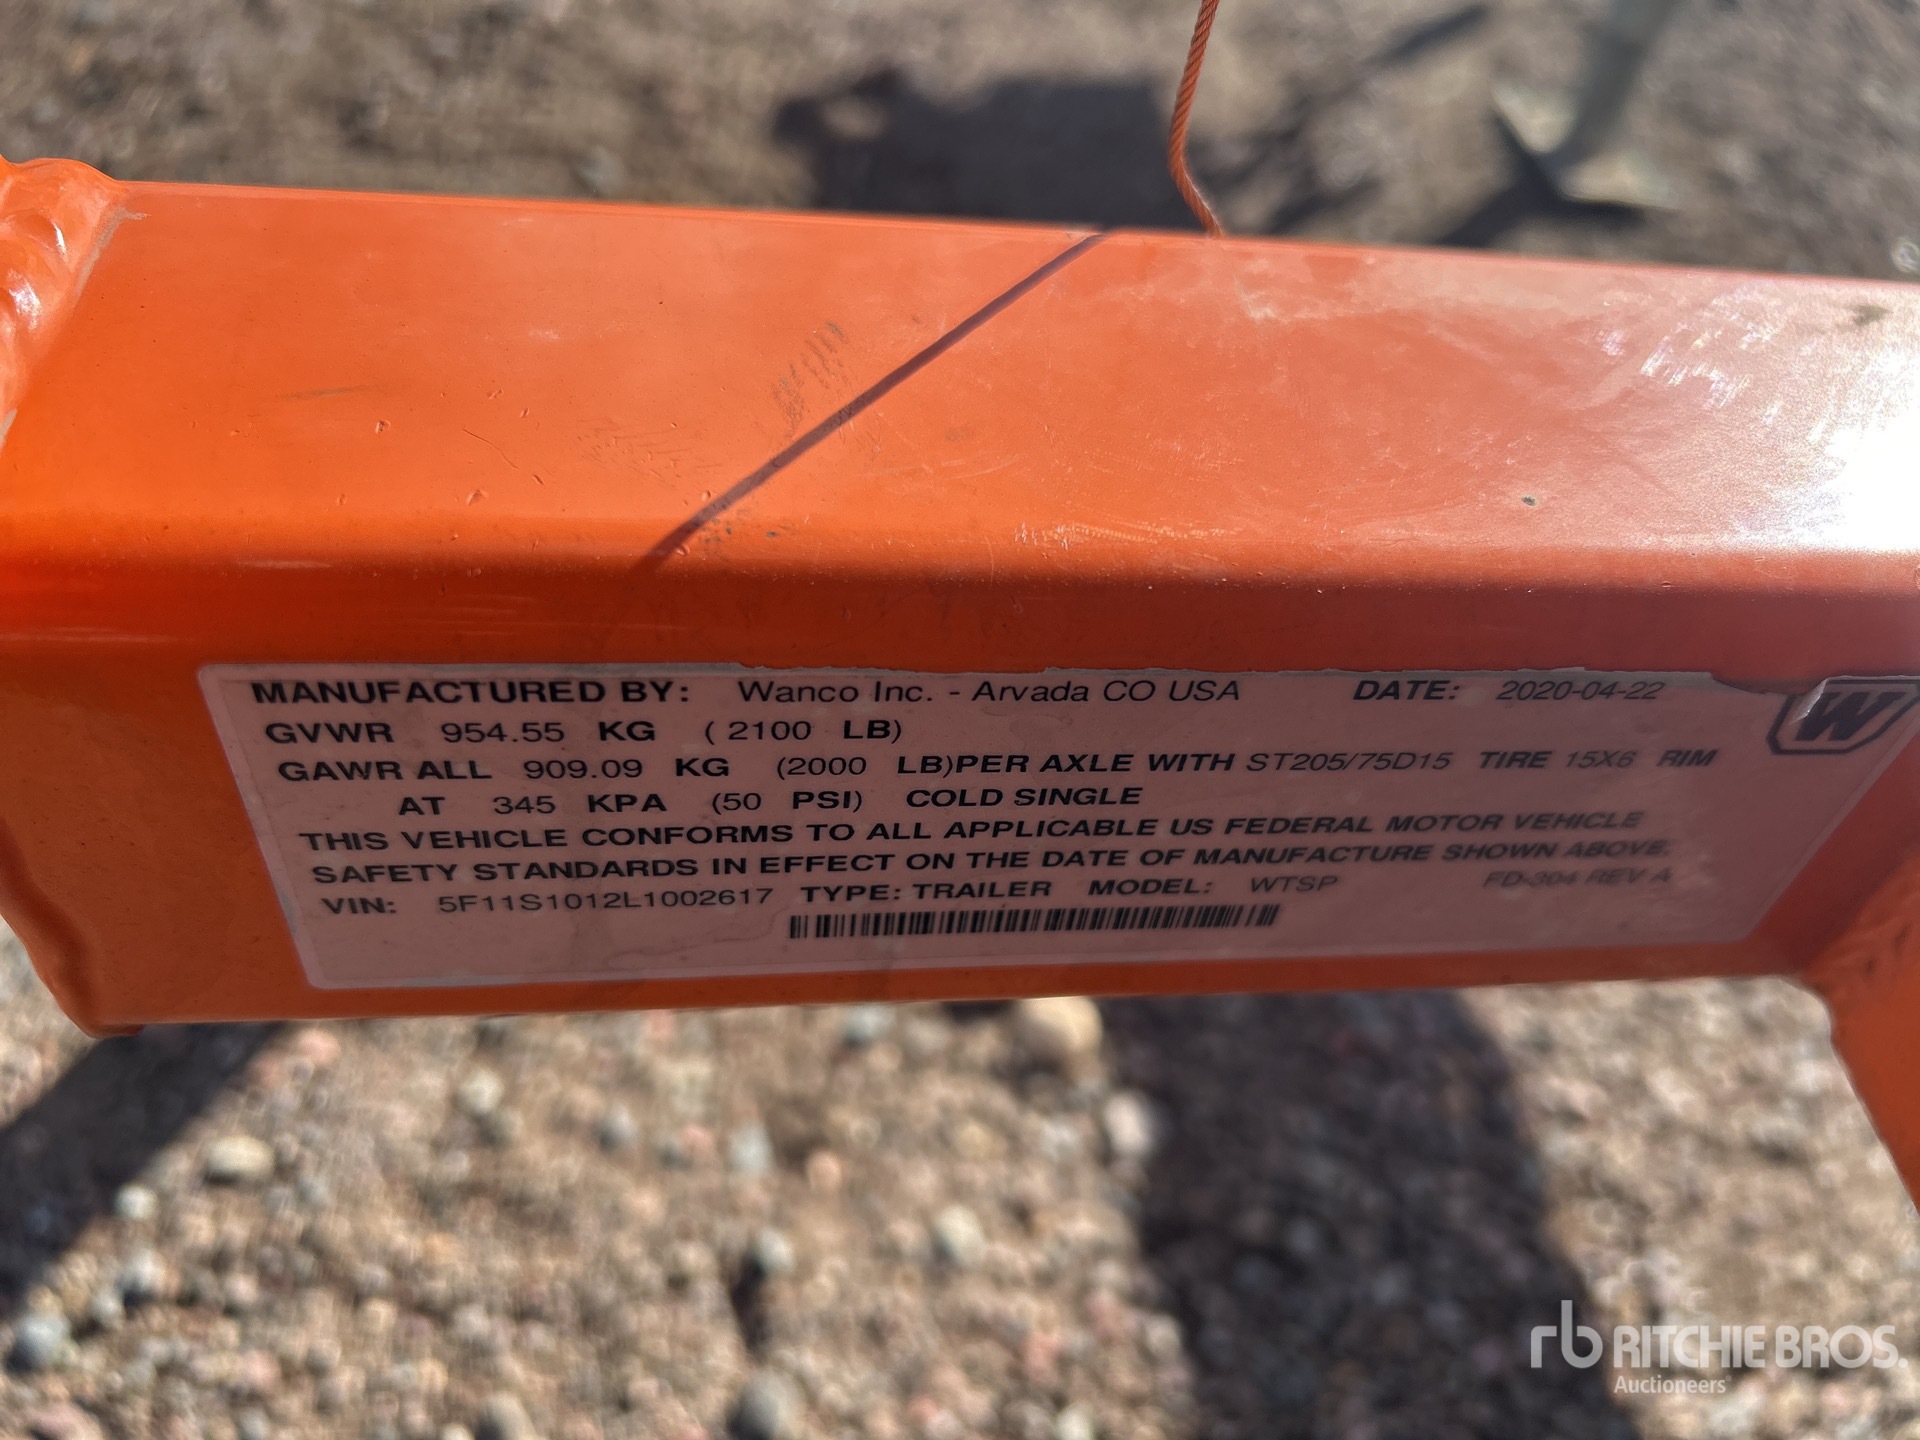 MANUFACTURED BY: Wanco Inc. - Arvada CO USA DATE: 2020-04-22
GVWR 954.55 KG ( 2100 LB)
GAWR ALL 909.09 KG (2000 LB)PER AXLE WITH ST205/75D15 TIRE 15X6 RIM
AT 345 KPA (50 PSI) COLD SINGLE
THIS VEHICLE CONFORMS TO ALL APPLICABLE US FEDERAL MOTOR VEHICLE
SAFETY STANDARDS IN EFFECT ON THE DATE OF MANUFACTURE SHOWN ABOVE.
VIN: 5F11S1012L1002617 TYPE: TRAILER MODEL: WTSP FD-304 REV A
W
rb RITCHIE BROS.
Auctioneers